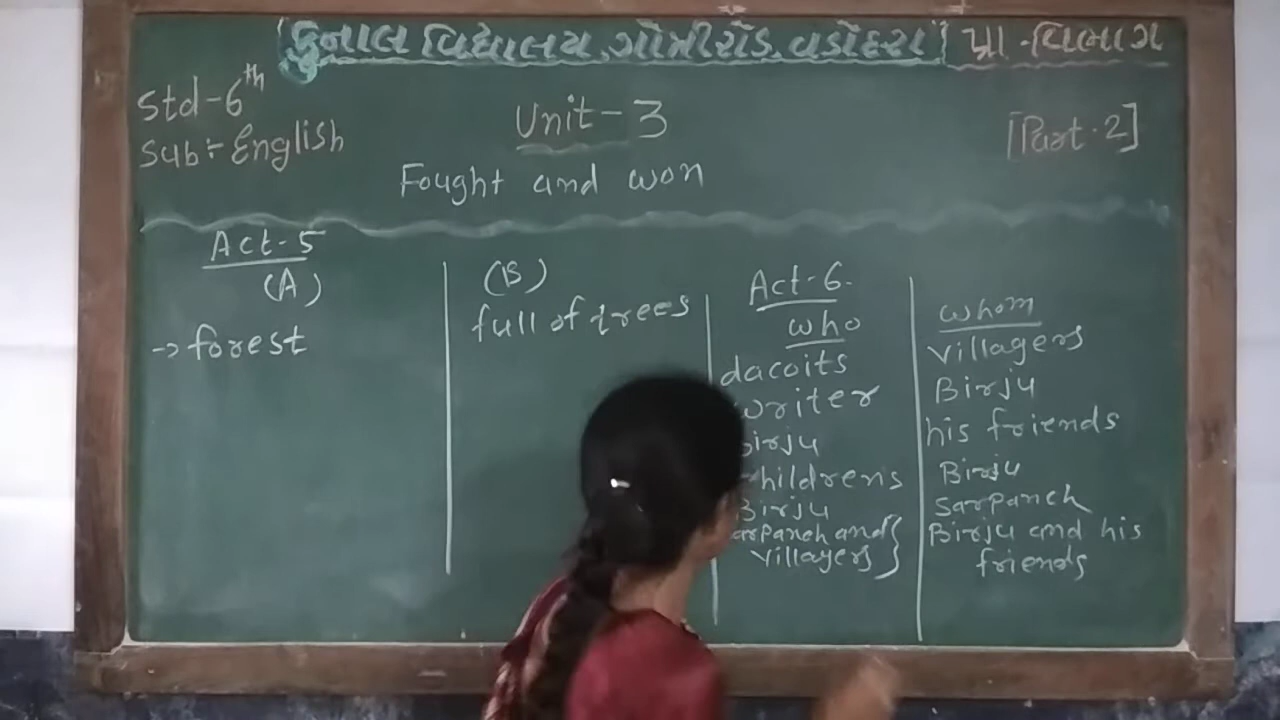 કુનાલ વિદ્યાલય, ગોત્રીરોડ, વડોદરા પ્રા-વિભાગ
Std-6th
Sub:- English
Unit-3
[Part-2]
Fought and won
Act-5
(A)
→ forest
(B)
full of trees
Act-6.
who
dacoits
writer
Birju
childrens
Birju
sarpanch and
villagers
whom
villagers
Birju
his friends
Birju
sarpanch
Birju and his
friends